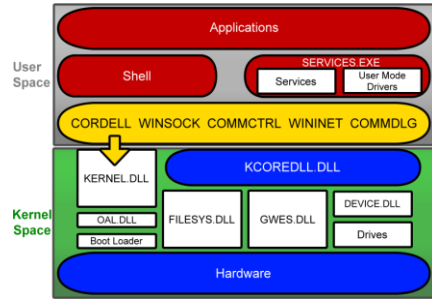 Applications
User
Space
Shell
SERVICES.EXE
Services
User Mode
Drivers
CORDELL WINSOCK COMMCTRL WININET COMMDLG
KERNEL.DLL
KCOREDLL.DLL
OAL.DLL
Boot Loader
FILESYS.DLL
GWES.DLL
DEVICE.DLL
Drives
Kernel
Space
Hardware